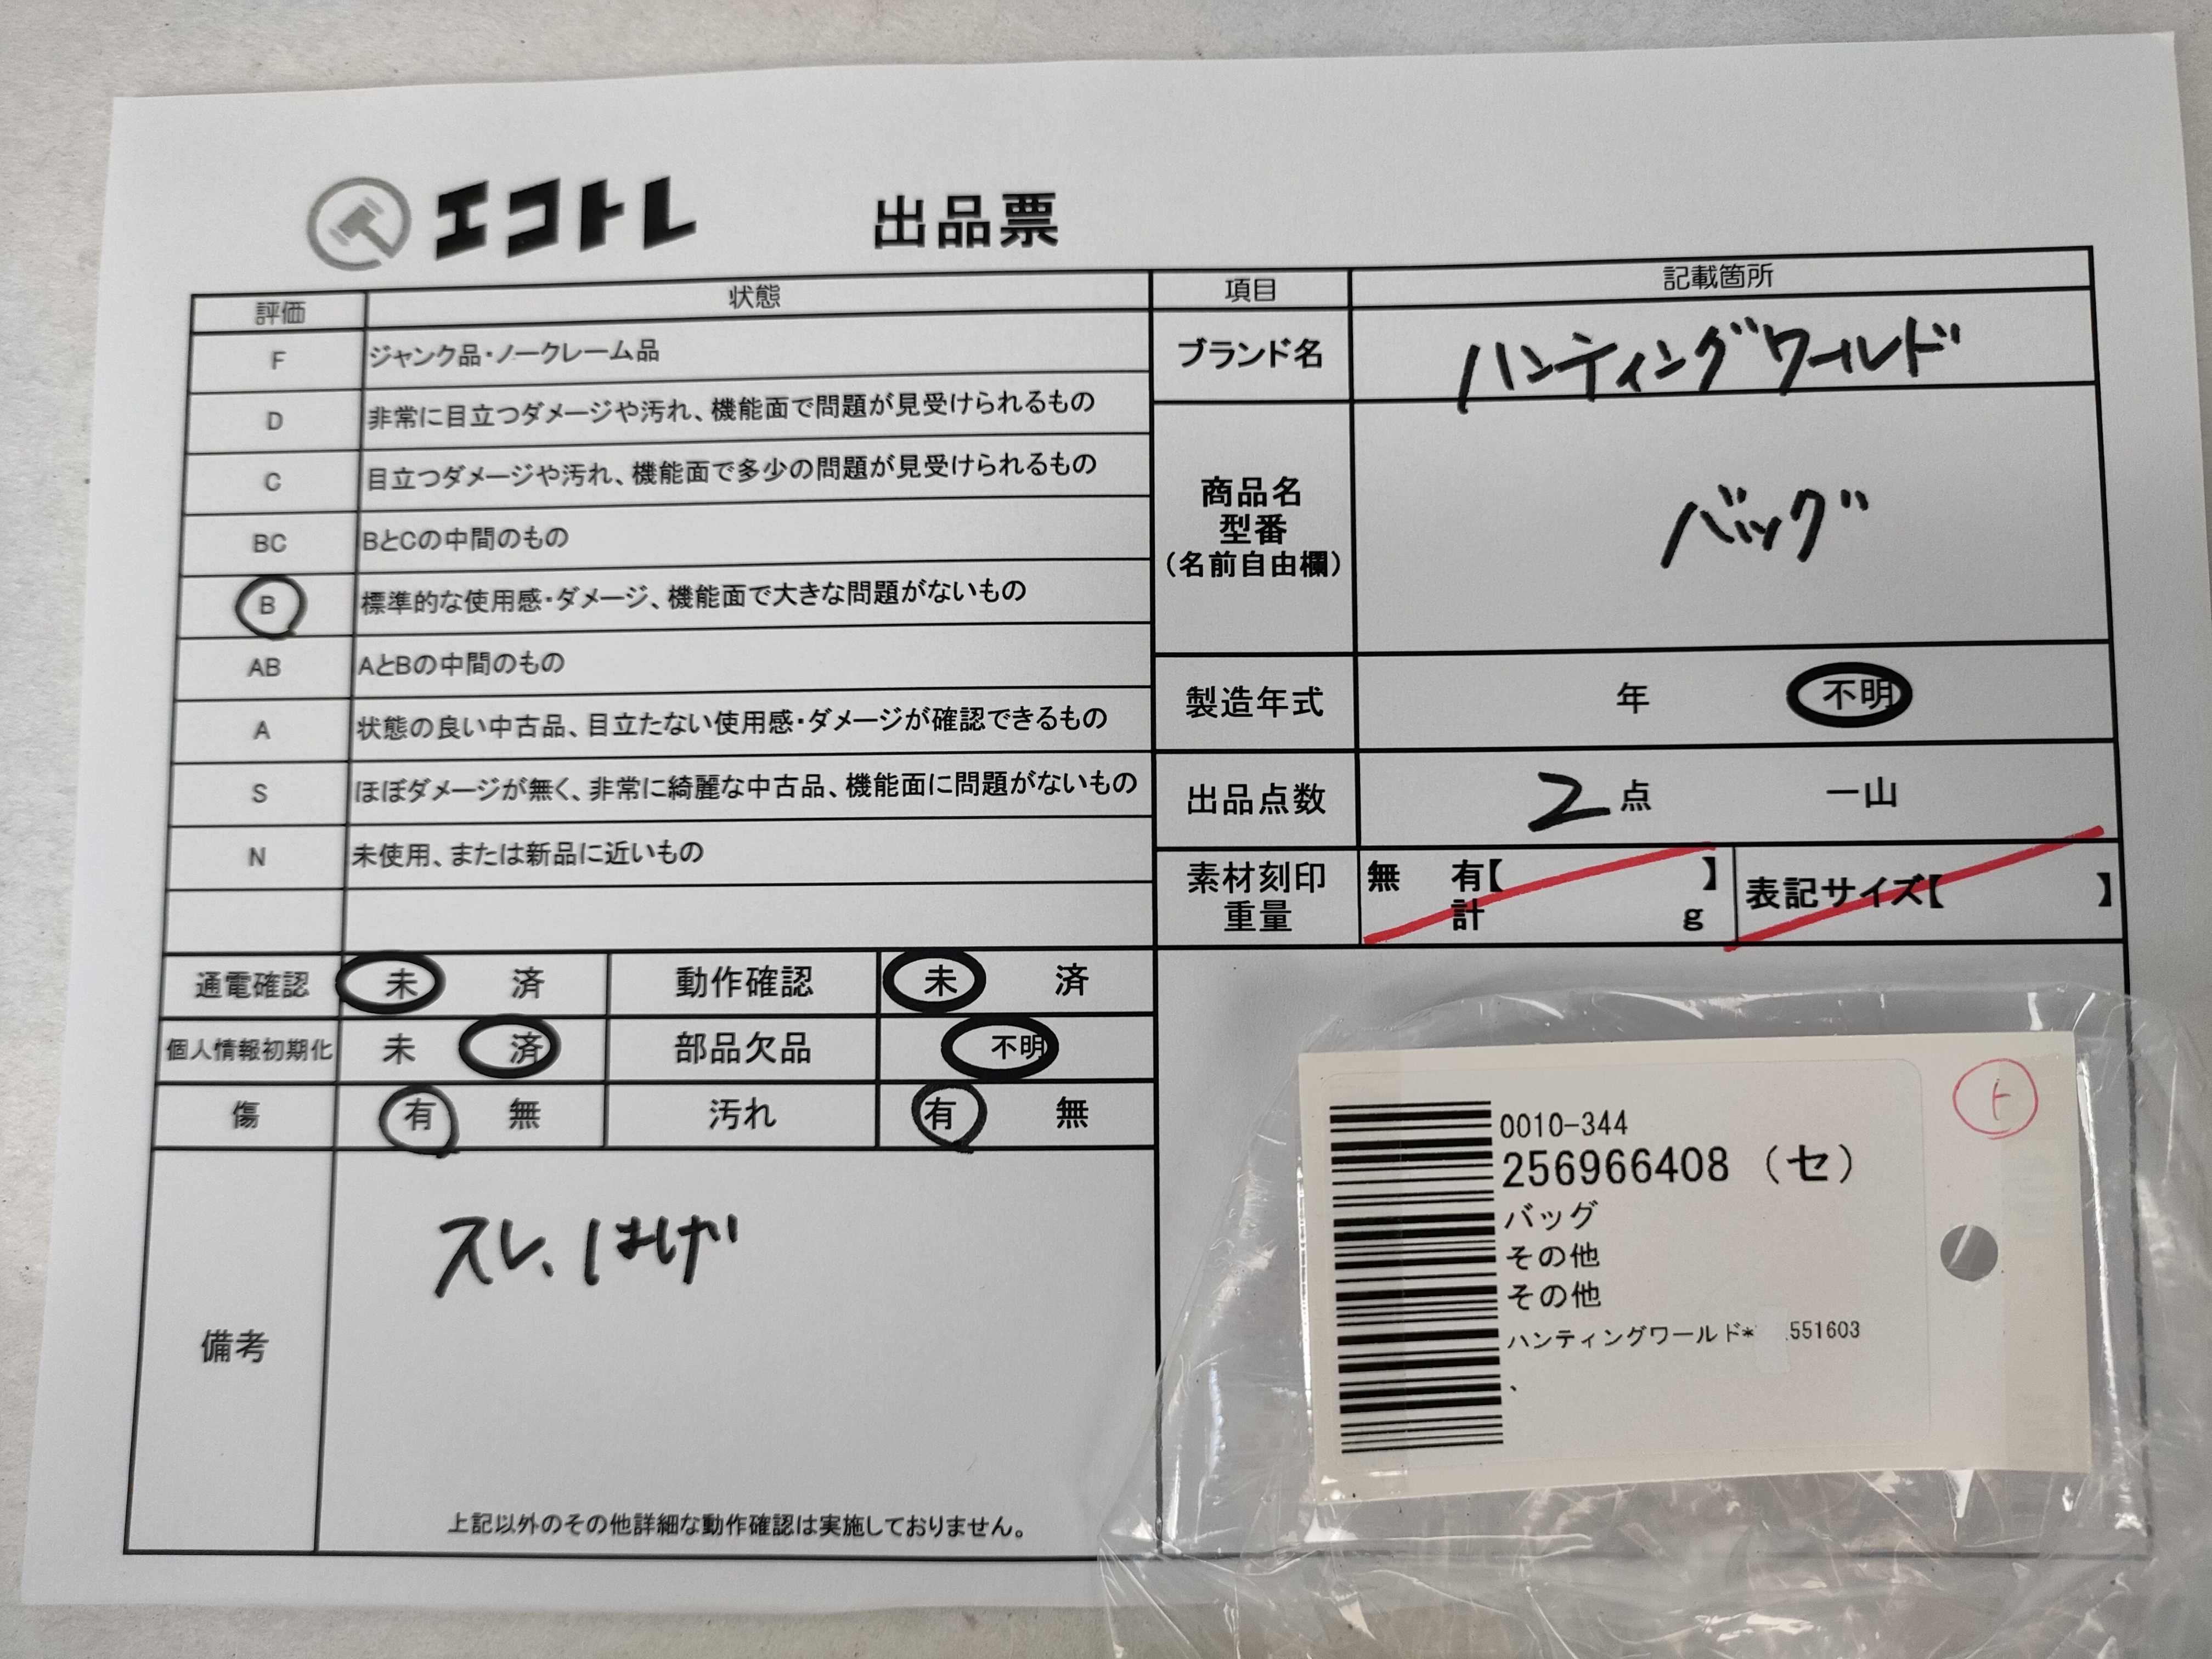 エコトレ 出品票
評価 状態
F ジャンク品・ノークレーム品
D 非常に目立つダメージや汚れ、機能面で問題が見受けられるもの
C 目立つダメージや汚れ、機能面で多少の問題が見受けられるもの
BC BとCの中間のもの
B 標準的な使用感・ダメージ、機能面で大きな問題がないもの
AB AとBの中間のもの
A 状態の良い中古品、目立たない使用感・ダメージが確認できるもの
S ほぼダメージが無く、非常に綺麗な中古品、機能面に問題がないもの
N 未使用、または新品に近いもの
項目 記載箇所
ブランド名 ハンティングワールド
商品名
型番
(名前自由欄)
バッグ
製造年式 年 不明
出品点数 2点 一山
素材刻印 無 有【 】
重量 計 g
表記サイズ【 】
通電確認 未 済 動作確認 未 済
個人情報初期化 未 済 部品欠品 不明
傷 有 無 汚れ 有 無
備考
スレ、はげ
上記以外のその他詳細な動作確認は実施しておりません。
ト
0010-344
256966408 (セ)
バッグ
その他
その他
ハンティングワールド* .551603
、